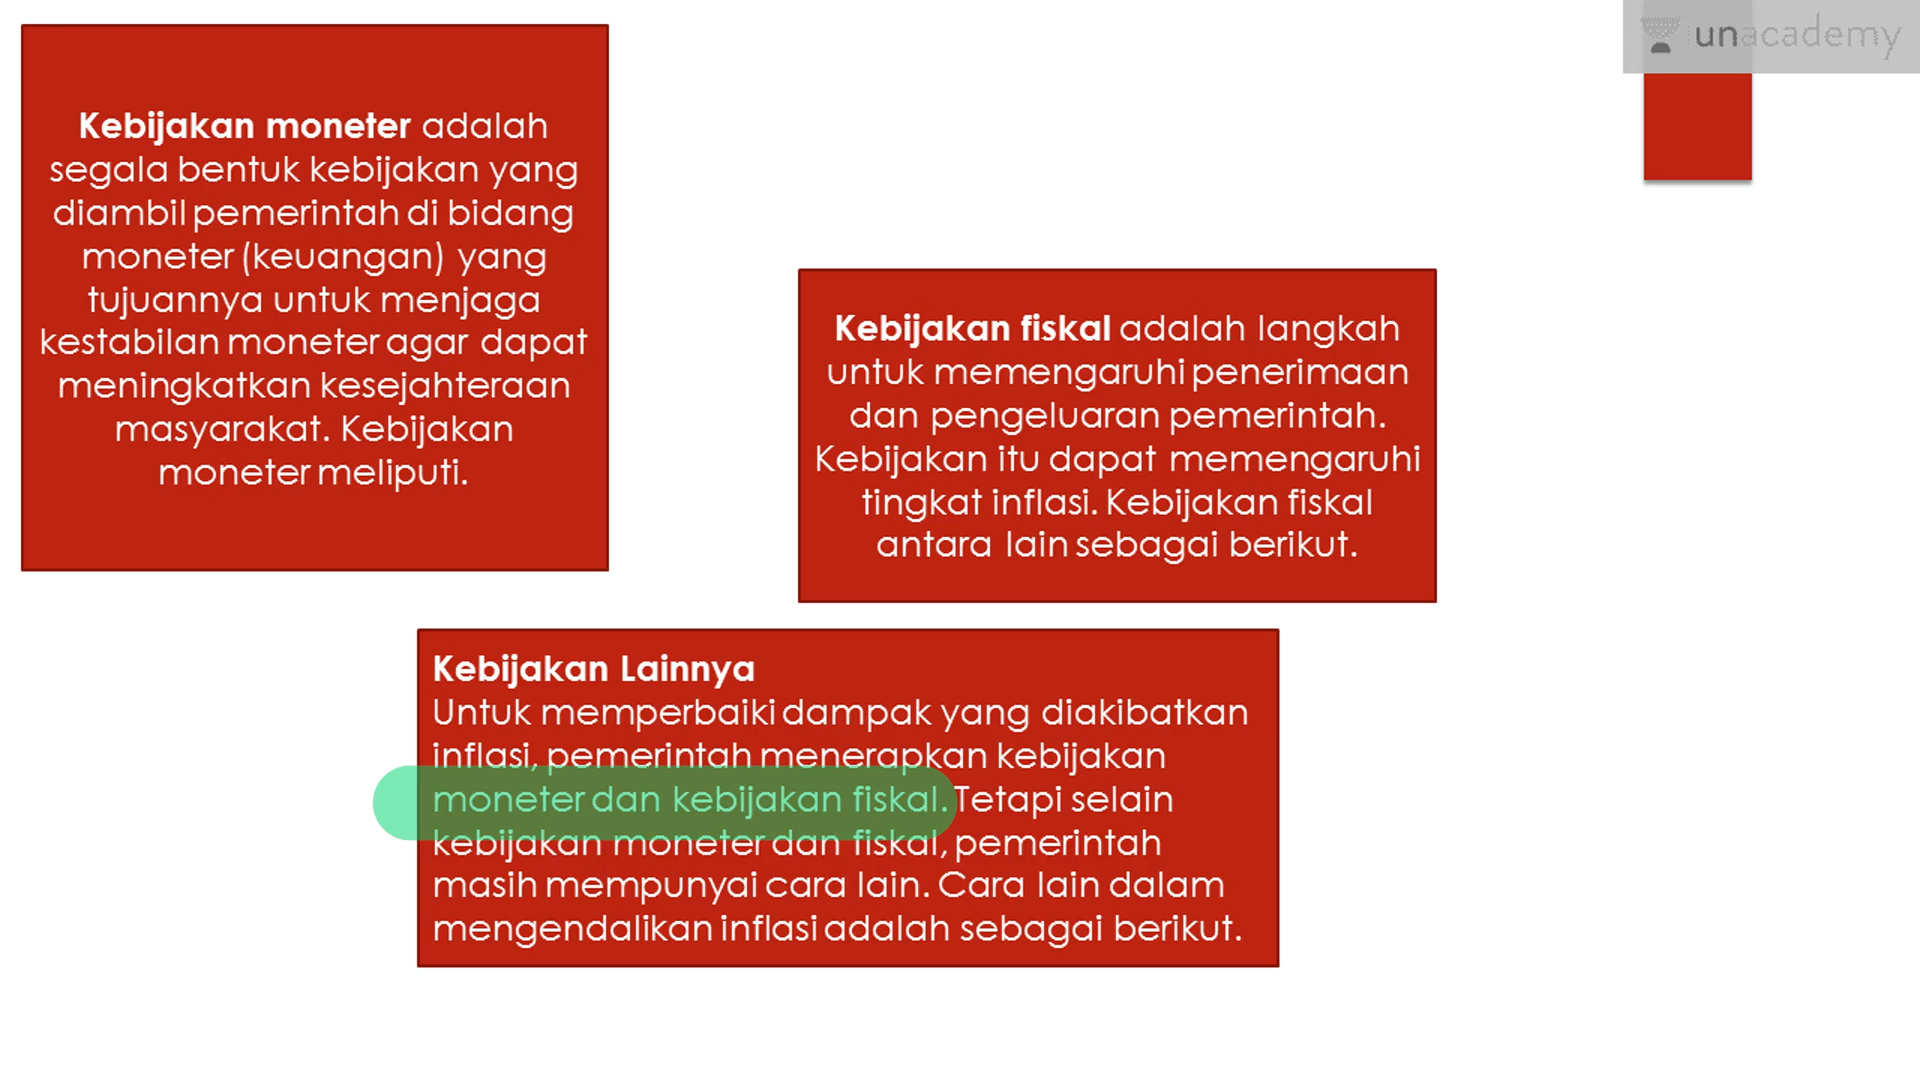 unacademy
Kebijakan moneter adalah
segala bentuk kebijakan yang
diambil pemerintah di bidang
moneter (keuangan) yang
tujuannya untuk menjaga
kestabilan moneter agar dapat
meningkatkan kesejahteraan
masyarakat. Kebijakan
moneter meliputi.
Kebijakan fiskal adalah langkah
untuk memengaruhi penerimaan
dan pengeluaran pemerintah.
Kebijakan itu dapat memengaruhi
tingkat inflasi. Kebijakan fiskal
antara lain sebagai berikut.
Kebijakan Lainnya
Untuk memperbaiki dampak yang diakibatkan
inflasi, pemerintah menerapkan kebijakan
moneter dan kebijakan fiskal. Tetapi selain
kebijakan moneter dan fiskal, pemerintah
masih mempunyai cara lain. Cara lain dalam
mengendalikan inflasi adalah sebagai berikut.